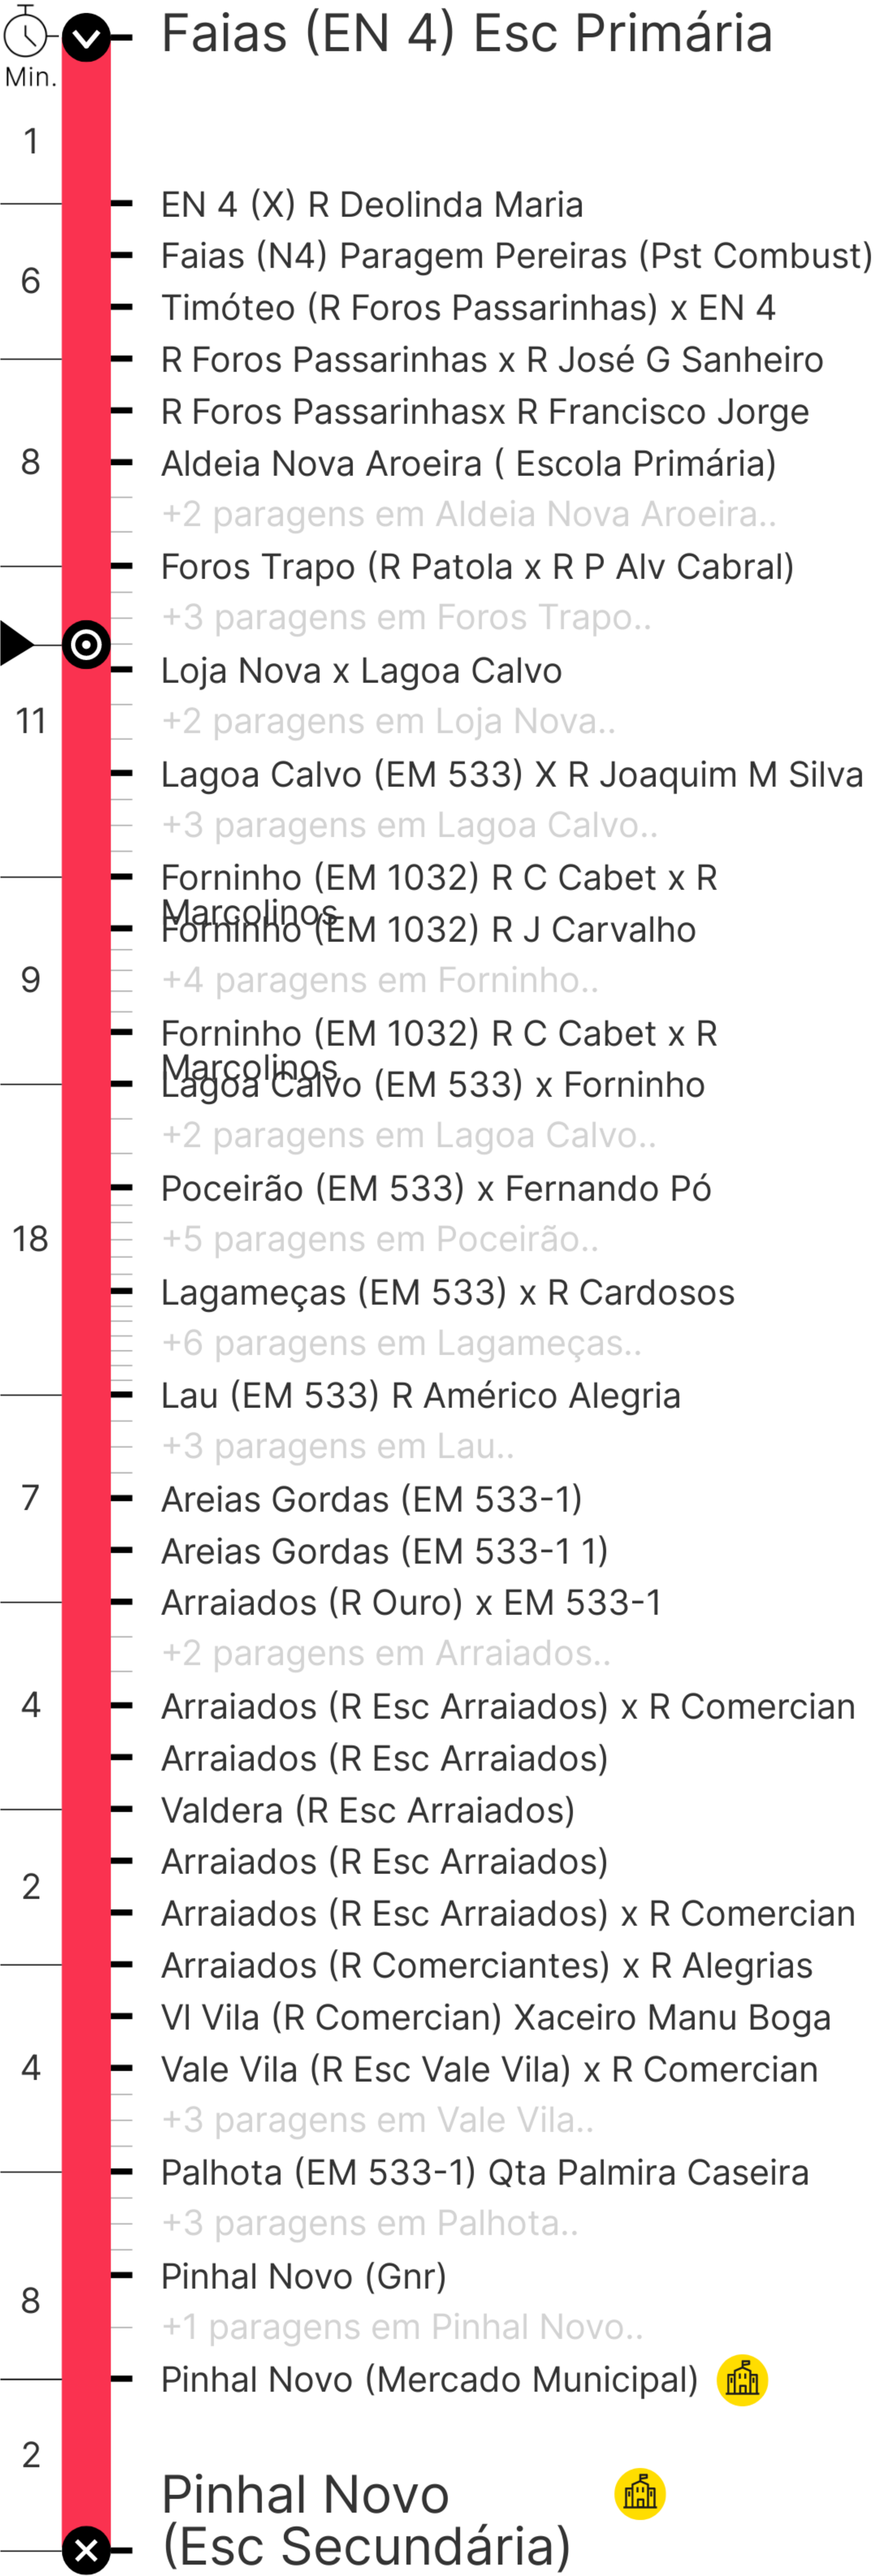 Faias (EN 4) Esc Primária
Min.
1
EN 4 (X) R Deolinda Maria
Faias (N4) Paragem Pereiras (Pst Combust)
6
Timóteo (R Foros Passarinhas) x EN 4
R Foros Passarinhas x R José G Sanheiro
R Foros Passarinhasx R Francisco Jorge
8
Aldeia Nova Aroeira ( Escola Primária)
+2 paragens em Aldeia Nova Aroeira..
Foros Trapo (R Patola x R P Alv Cabral)
+3 paragens em Foros Trapo..
Loja Nova x Lagoa Calvo
11
+2 paragens em Loja Nova..
Lagoa Calvo (EM 533) X R Joaquim M Silva
+3 paragens em Lagoa Calvo..
Forninho (EM 1032) R C Cabet x R
Marcolinos
Forninho (EM 1032) R J Carvalho
9
+4 paragens em Forninho..
Forninho (EM 1032) R C Cabet x R
Marcolinos
Lagoa Calvo (EM 533) x Forninho
+2 paragens em Lagoa Calvo..
Poceirão (EM 533) x Fernando Pó
18
+5 paragens em Poceirão..
Lagameças (EM 533) x R Cardosos
+6 paragens em Lagameças..
Lau (EM 533) R Américo Alegria
+3 paragens em Lau..
7
Areias Gordas (EM 533-1)
Areias Gordas (EM 533-1 1)
Arraiados (R Ouro) x EM 533-1
+2 paragens em Arraiados..
4
Arraiados (R Esc Arraiados) x R Comercian
Arraiados (R Esc Arraiados)
Valdera (R Esc Arraiados)
Arraiados (R Esc Arraiados)
2
Arraiados (R Esc Arraiados) x R Comercian
Arraiados (R Comerciantes) x R Alegrias
Vl Vila (R Comercian) Xaceiro Manu Boga
4
Vale Vila (R Esc Vale Vila) x R Comercian
+3 paragens em Vale Vila..
Palhota (EM 533-1) Qta Palmira Caseira
+3 paragens em Palhota..
Pinhal Novo (Gnr)
8
+1 paragens em Pinhal Novo..
Pinhal Novo (Mercado Municipal)
2
Pinhal Novo
(Esc Secundária)